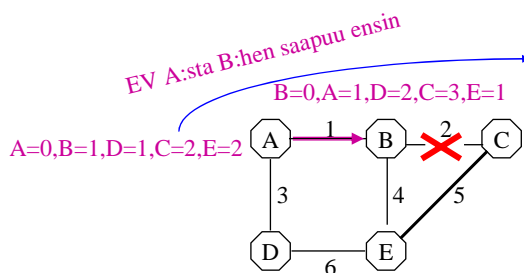 EV A:sta B:hen saapuu ensin
B=0,A=1,D=2,C=3,E=1
A=0,B=1,D=1,C=2,E=2
A 1 B 2 C
3 4 5
D 6 E